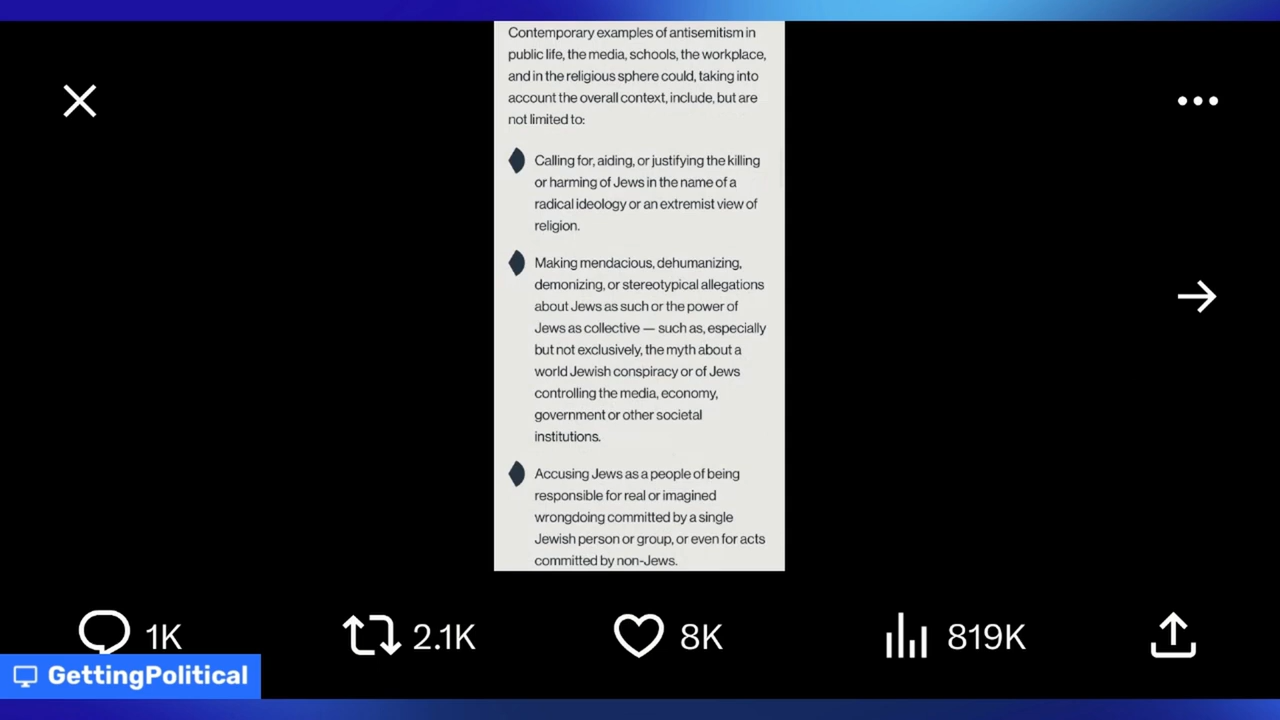 Contemporary examples of antisemitism in
public life, the media, schools, the workplace,
and in the religious sphere could, taking into
account the overall context, include, but are
not limited to:
Calling for, aiding, or justifying the killing
or harming of Jews in the name of a
radical ideology or an extremist view of
religion.
Making mendacious, dehumanizing,
demonizing, or stereotypical allegations
about Jews as such or the power of
Jews as collective — such as, especially
but not exclusively, the myth about a
world Jewish conspiracy or of Jews
controlling the media, economy,
government or other societal
institutions.
Accusing Jews as a people of being
responsible for real or imagined
wrongdoing committed by a single
Jewish person or group, or even for acts
committed by non-Jews.
1K 2.1K 8K 819K
GettingPolitical